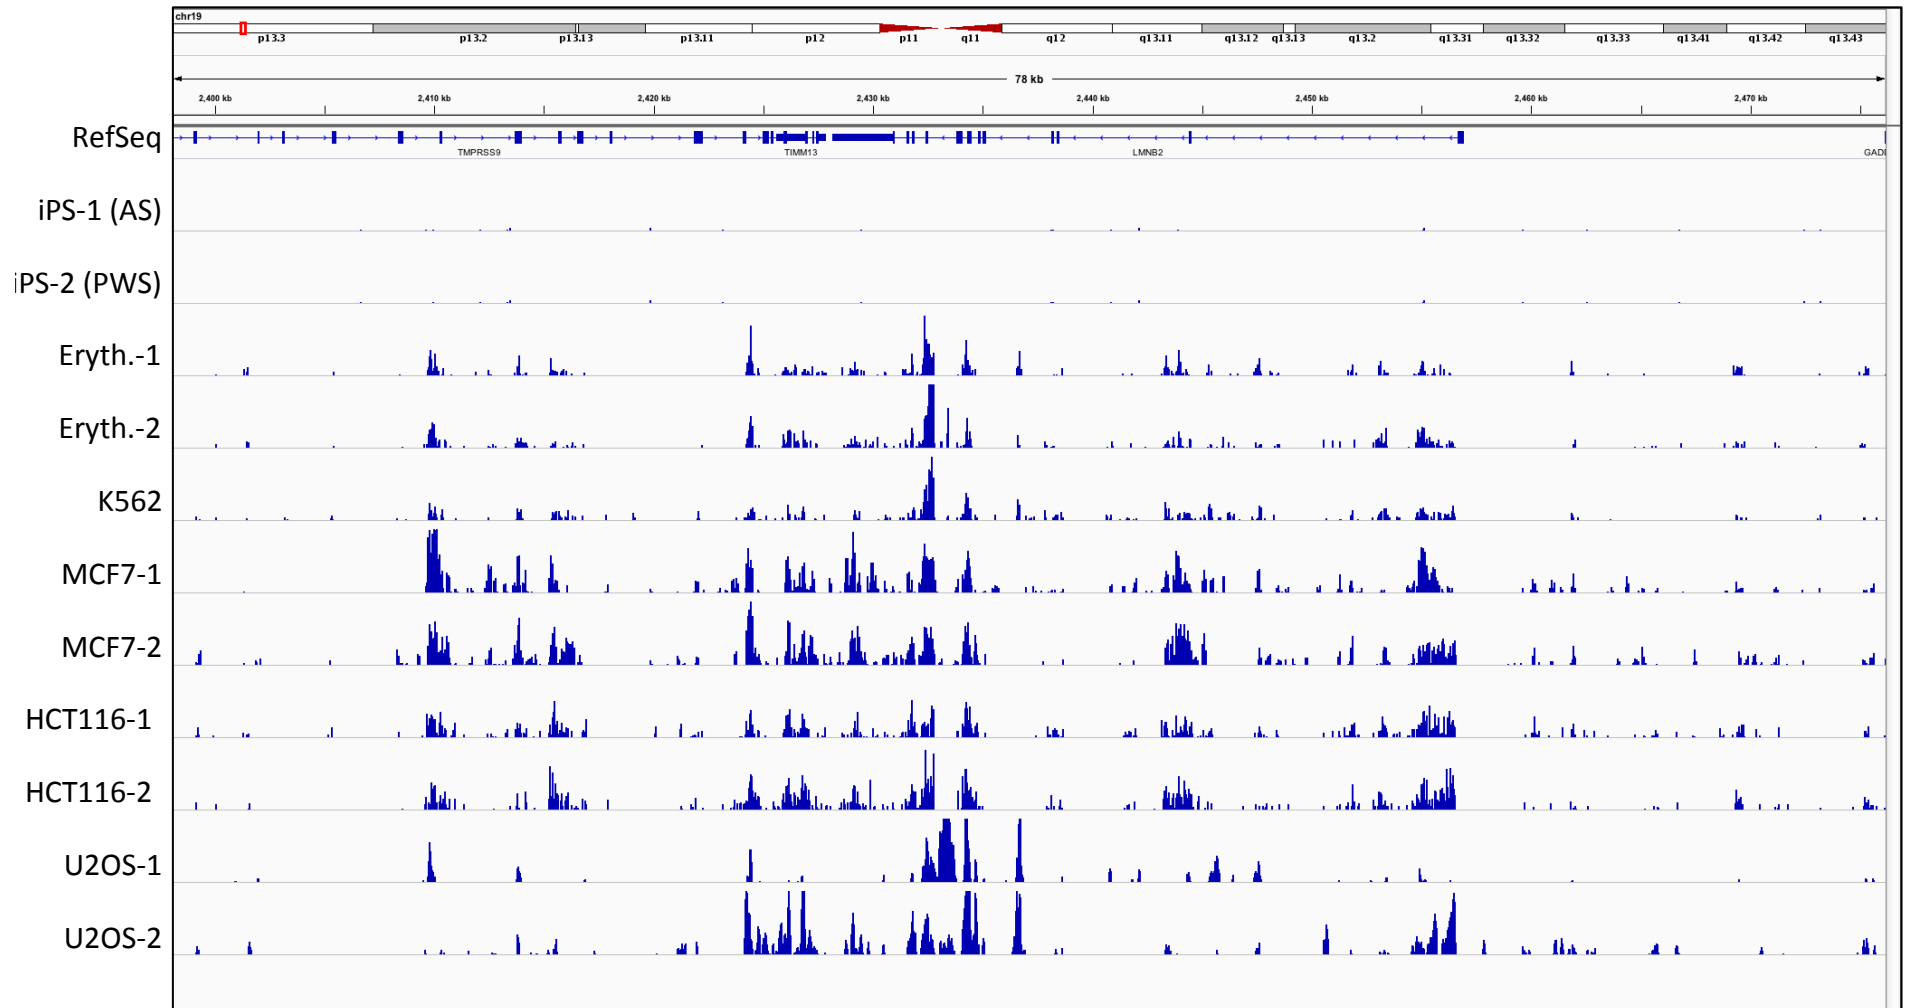 chr19
p13.3 p13.2 p13.13 p13.11 p12 p11 q11 q12 q13.11 q13.12 q13.13 q13.2 q13.31 q13.32 q13.33 q13.41 q13.42 q13.43
78 kb
2,400 kb 2,410 kb 2,420 kb 2,430 kb 2,440 kb 2,450 kb 2,460 kb 2,470 kb
RefSeq
TMPRSS9 TIMM13 LMNB2 GADI
iPS-1 (AS)
iPS-2 (PWS)
Eryth.-1
Eryth.-2
K562
MCF7-1
MCF7-2
HCT116-1
HCT116-2
U2OS-1
U2OS-2